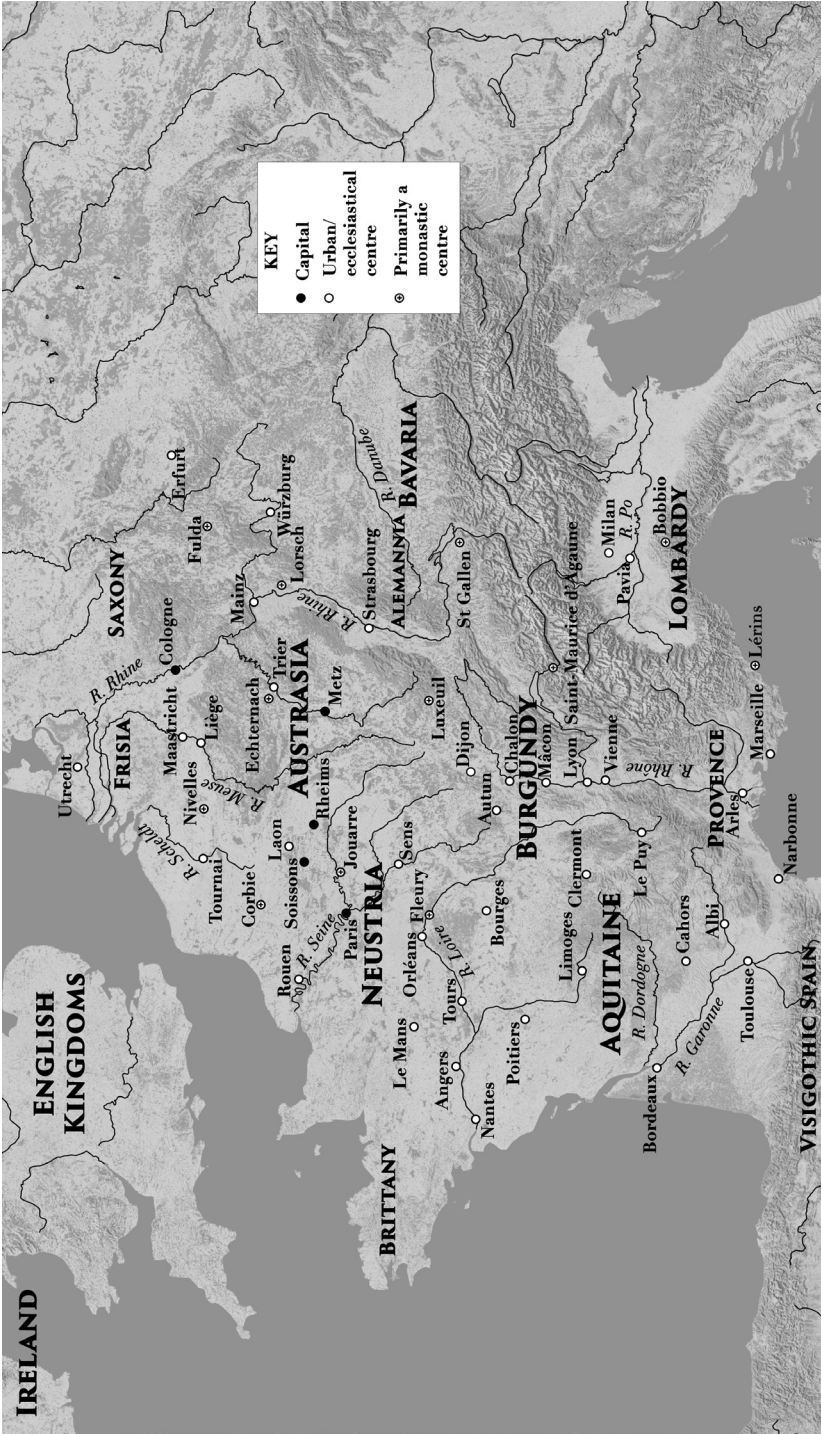 IRELAND
ENGLISH
KINGDOMS
SAXONY
FRISIA
Utrecht
R. Rhine
Cologne
Maastricht
Liège
Nivelles
R. Meuse
R. Scheldt
Tournai
Corbie
Erfurt
Fulda
Würzburg
Lorsch
Mainz
R. Rhine
Trier
Echternach
AUSTRASIA
Metz
Rheims
Laon
Soissons
Jouarre
Rouen
R. Seine
Paris
NEUSTRIA
Sens
Strasbourg
ALEMANNIA
R. Danube
BAVARIA
BRITTANY
Le Mans
Orléans
Fleury
Angers
Tours
R. Loire
Nantes
Bourges
Autun
Dijon
Luxeuil
St Gallen
Poitiers
Chalon
BURGUNDY
Mâcon
Saint-Maurice d'Agaune
Lyon
Vienne
Limoges
Clermont
AQUITAINE
R. Dordogne
Le Puy
R. Rhône
Milan
R. Po
Pavia
Bobbio
LOMBARDY
Bordeaux
R. Garonne
Cahors
Albi
Toulouse
PROVENCE
Arles
Marseille
Lérins
Narbonne
VISIGOTHIC SPAIN
KEY
Capital
Urban/
ecclesiastical
centre
Primarily a
monastic
centre